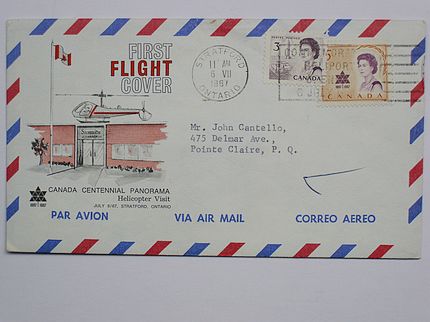 FIRST
FLIGHT
COVER
STRATFORD
11 AM
6 VII
1967
ONTARIO
3
CANADA
5
CANADA
Mr. John Cantello,
475 Delmar Ave.,
Pointe Claire, P. Q.
CANADA CENTENNIAL PANORAMA
Helicopter Visit
JULY 6/67, STRATFORD, ONTARIO
PAR AVION
VIA AIR MAIL
CORREO AEREO